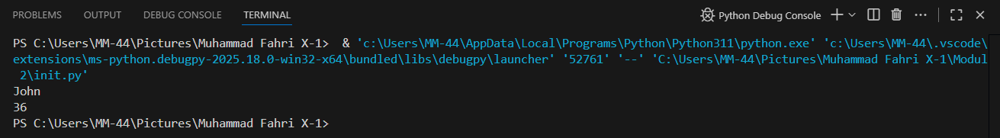 PROBLEMS OUTPUT DEBUG CONSOLE TERMINAL Python Debug Console
PS C:\Users\MM-44\Pictures\Muhammad Fahri X-1>  & 'c:\Users\MM-44\AppData\Local\Programs\Python\Python311\python.exe' 'c:\Users\MM-44\.vscode\
extensions\ms-python.debugpy-2025.18.0-win32-x64\bundled\libs\debugpy\launcher' '52761' '--' 'C:\Users\MM-44\Pictures\Muhammad Fahri X-1\Modul
 2\init.py'
John
36
PS C:\Users\MM-44\Pictures\Muhammad Fahri X-1>